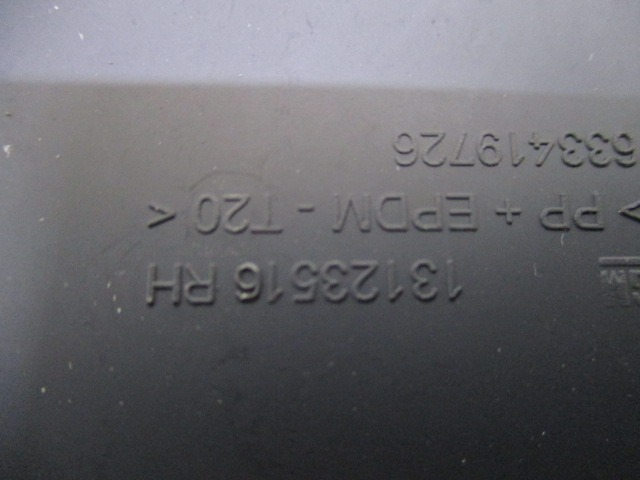 13123516 RH
> PP + EPDM - T20 <
633419726